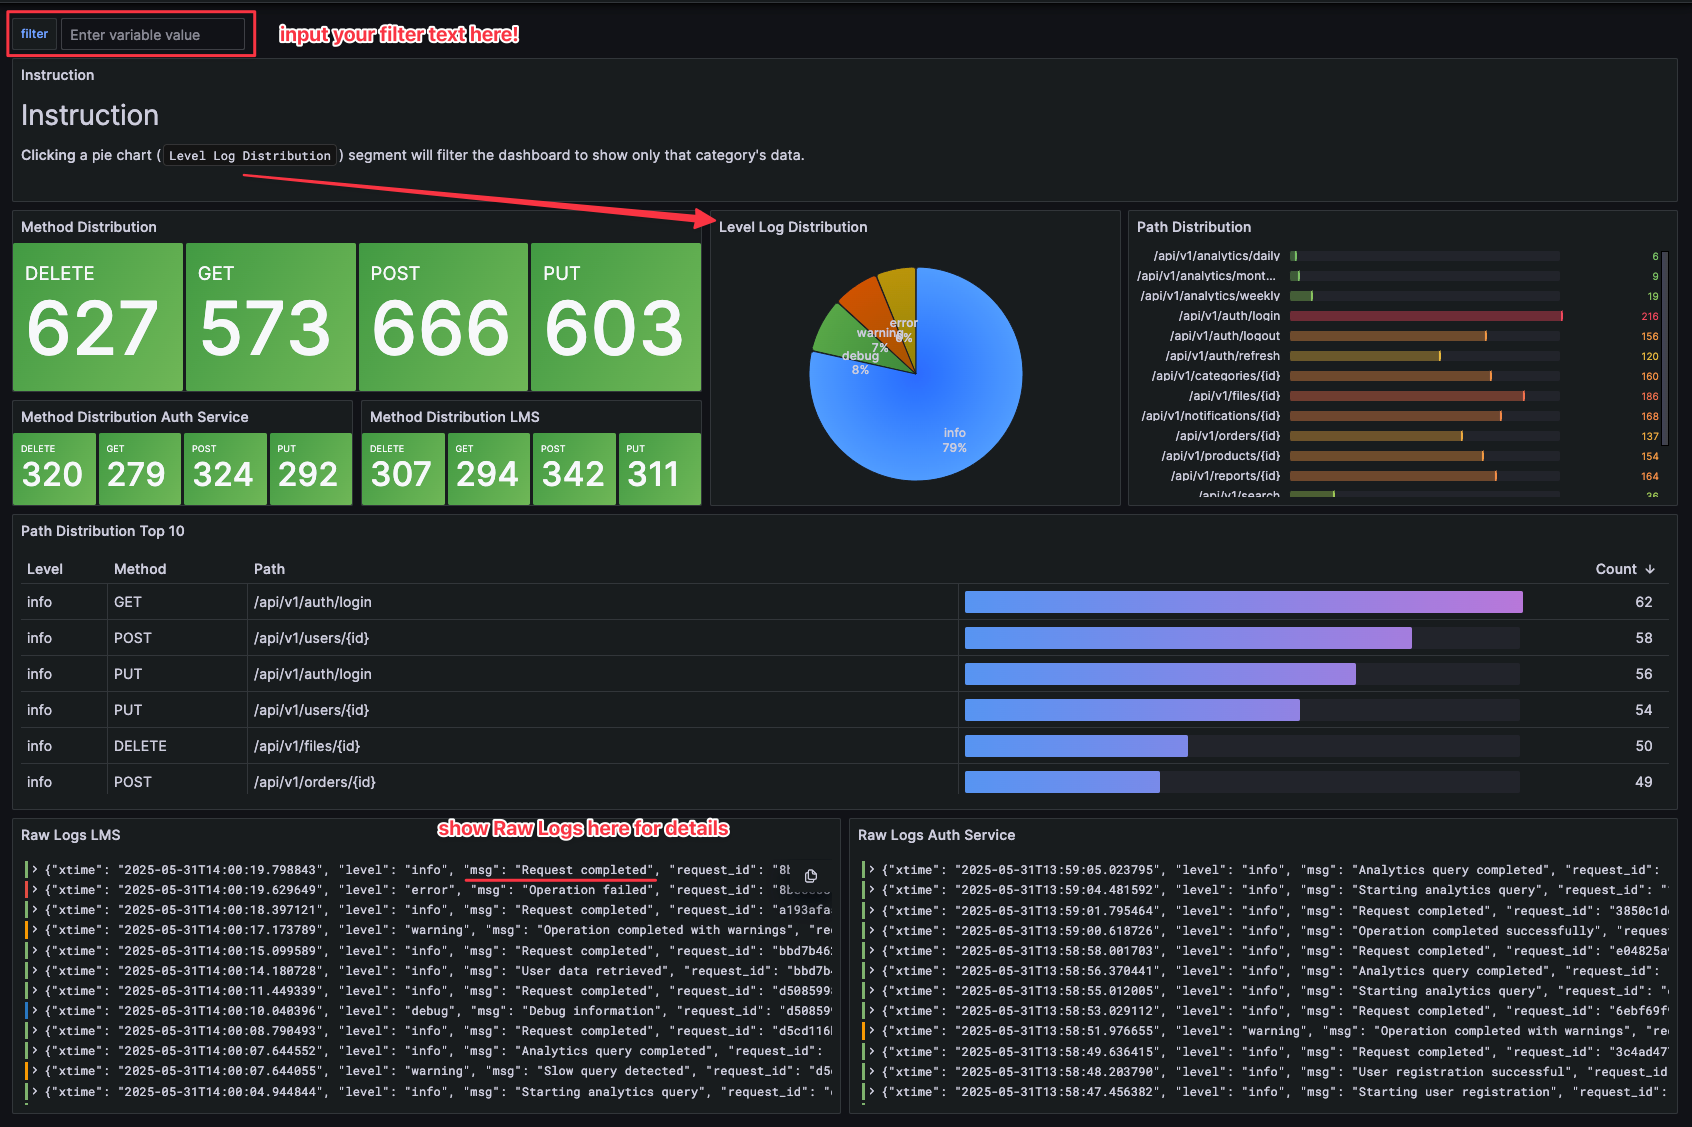 filter Enter variable value input your filter text here!
Instruction
Instruction
Clicking a pie chart ( Level Log Distribution ) segment will filter the dashboard to show only that category's data.
Method Distribution
DELETE
627
GET
573
POST
666
PUT
603
Method Distribution Auth Service
DELETE
320
GET
279
POST
324
PUT
292
Method Distribution LMS
DELETE
307
GET
294
POST
342
PUT
311
Level Log Distribution
error
6%
warning
7%
debug
8%
info
79%
Path Distribution
/api/v1/analytics/daily 6
/api/v1/analytics/mont... 9
/api/v1/analytics/weekly 19
/api/v1/auth/login 216
/api/v1/auth/logout 156
/api/v1/auth/refresh 120
/api/v1/categories/{id} 160
/api/v1/files/{id} 186
/api/v1/notifications/{id} 168
/api/v1/orders/{id} 137
/api/v1/products/{id} 154
/api/v1/reports/{id} 164
/api/v1/search 36
Path Distribution Top 10
Level Method Path Count ↓
info GET /api/v1/auth/login 62
info POST /api/v1/users/{id} 58
info PUT /api/v1/auth/login 56
info PUT /api/v1/users/{id} 54
info DELETE /api/v1/files/{id} 50
info POST /api/v1/orders/{id} 49
Raw Logs LMS
show Raw Logs here for details
{"xtime": "2025-05-31T14:00:19.798843", "level": "info", "msg": "Request completed", "request_id": "8
{"xtime": "2025-05-31T14:00:19.629649", "level": "error", "msg": "Operation failed", "request_id": "8
{"xtime": "2025-05-31T14:00:18.397121", "level": "info", "msg": "Request completed", "request_id": "a193afa
{"xtime": "2025-05-31T14:00:17.173789", "level": "warning", "msg": "Operation completed with warnings", "re
{"xtime": "2025-05-31T14:00:15.099589", "level": "info", "msg": "Request completed", "request_id": "bbd7b46
{"xtime": "2025-05-31T14:00:14.180728", "level": "info", "msg": "User data retrieved", "request_id": "bbd7b
{"xtime": "2025-05-31T14:00:11.449339", "level": "info", "msg": "Request completed", "request_id": "d508599
{"xtime": "2025-05-31T14:00:10.040396", "level": "debug", "msg": "Debug information", "request_id": "d50859
{"xtime": "2025-05-31T14:00:08.790493", "level": "info", "msg": "Request completed", "request_id": "d5cd116
{"xtime": "2025-05-31T14:00:07.644552", "level": "info", "msg": "Analytics query completed", "request_id":
{"xtime": "2025-05-31T14:00:07.644055", "level": "warning", "msg": "Slow query detected", "request_id": "d5
{"xtime": "2025-05-31T14:00:04.944844", "level": "info", "msg": "Starting analytics query", "request_id": "
Raw Logs Auth Service
{"xtime": "2025-05-31T13:59:05.023795", "level": "info", "msg": "Analytics query completed", "request_id":
{"xtime": "2025-05-31T13:59:04.481592", "level": "info", "msg": "Starting analytics query", "request_id": "
{"xtime": "2025-05-31T13:59:01.795464", "level": "info", "msg": "Request completed", "request_id": "3850c1d
{"xtime": "2025-05-31T13:59:00.618726", "level": "info", "msg": "Operation completed successfully", "reques
{"xtime": "2025-05-31T13:58:58.001703", "level": "info", "msg": "Request completed", "request_id": "e04825a
{"xtime": "2025-05-31T13:58:56.370441", "level": "info", "msg": "Analytics query completed", "request_id":
{"xtime": "2025-05-31T13:58:55.012005", "level": "info", "msg": "Starting analytics query", "request_id": "
{"xtime": "2025-05-31T13:58:53.029112", "level": "info", "msg": "Request completed", "request_id": "6ebf69f
{"xtime": "2025-05-31T13:58:51.976655", "level": "warning", "msg": "Operation completed with warnings", "re
{"xtime": "2025-05-31T13:58:49.636415", "level": "info", "msg": "Request completed", "request_id": "3c4ad47
{"xtime": "2025-05-31T13:58:48.203790", "level": "info", "msg": "User registration successful", "request_id
{"xtime": "2025-05-31T13:58:47.456382", "level": "info", "msg": "Starting user registration", "request_id":